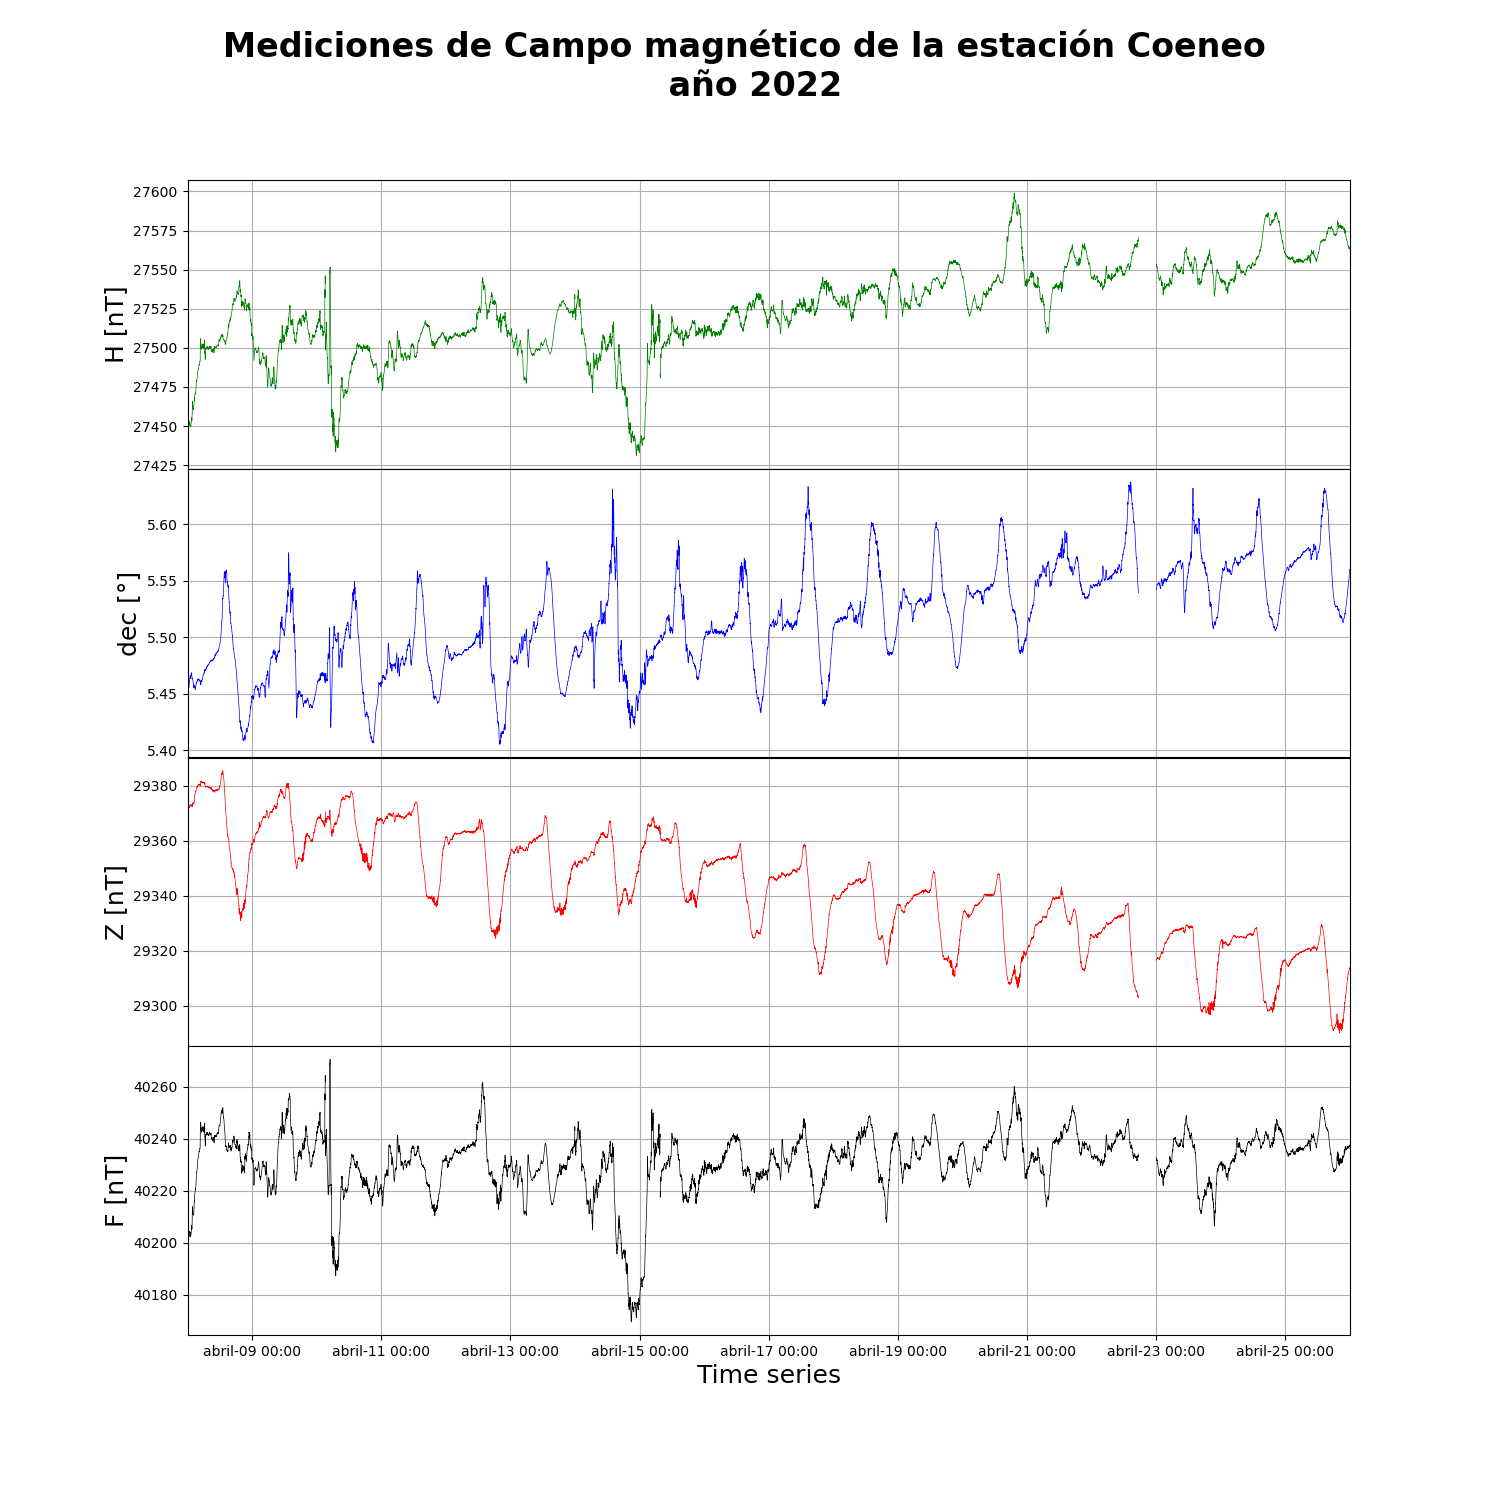 Mediciones de Campo magnético de la estación Coeneo
año 2022
27600
27575
27550
27525
27500
27475
27450
27425
H [nT]
5.60
5.55
5.50
5.45
5.40
dec [°]
29380
29360
29340
29320
29300
Z [nT]
40260
40240
40220
40200
40180
F [nT]
abril-09 00:00 abril-11 00:00 abril-13 00:00 abril-15 00:00 abril-17 00:00 abril-19 00:00 abril-21 00:00 abril-23 00:00 abril-25 00:00
Time series